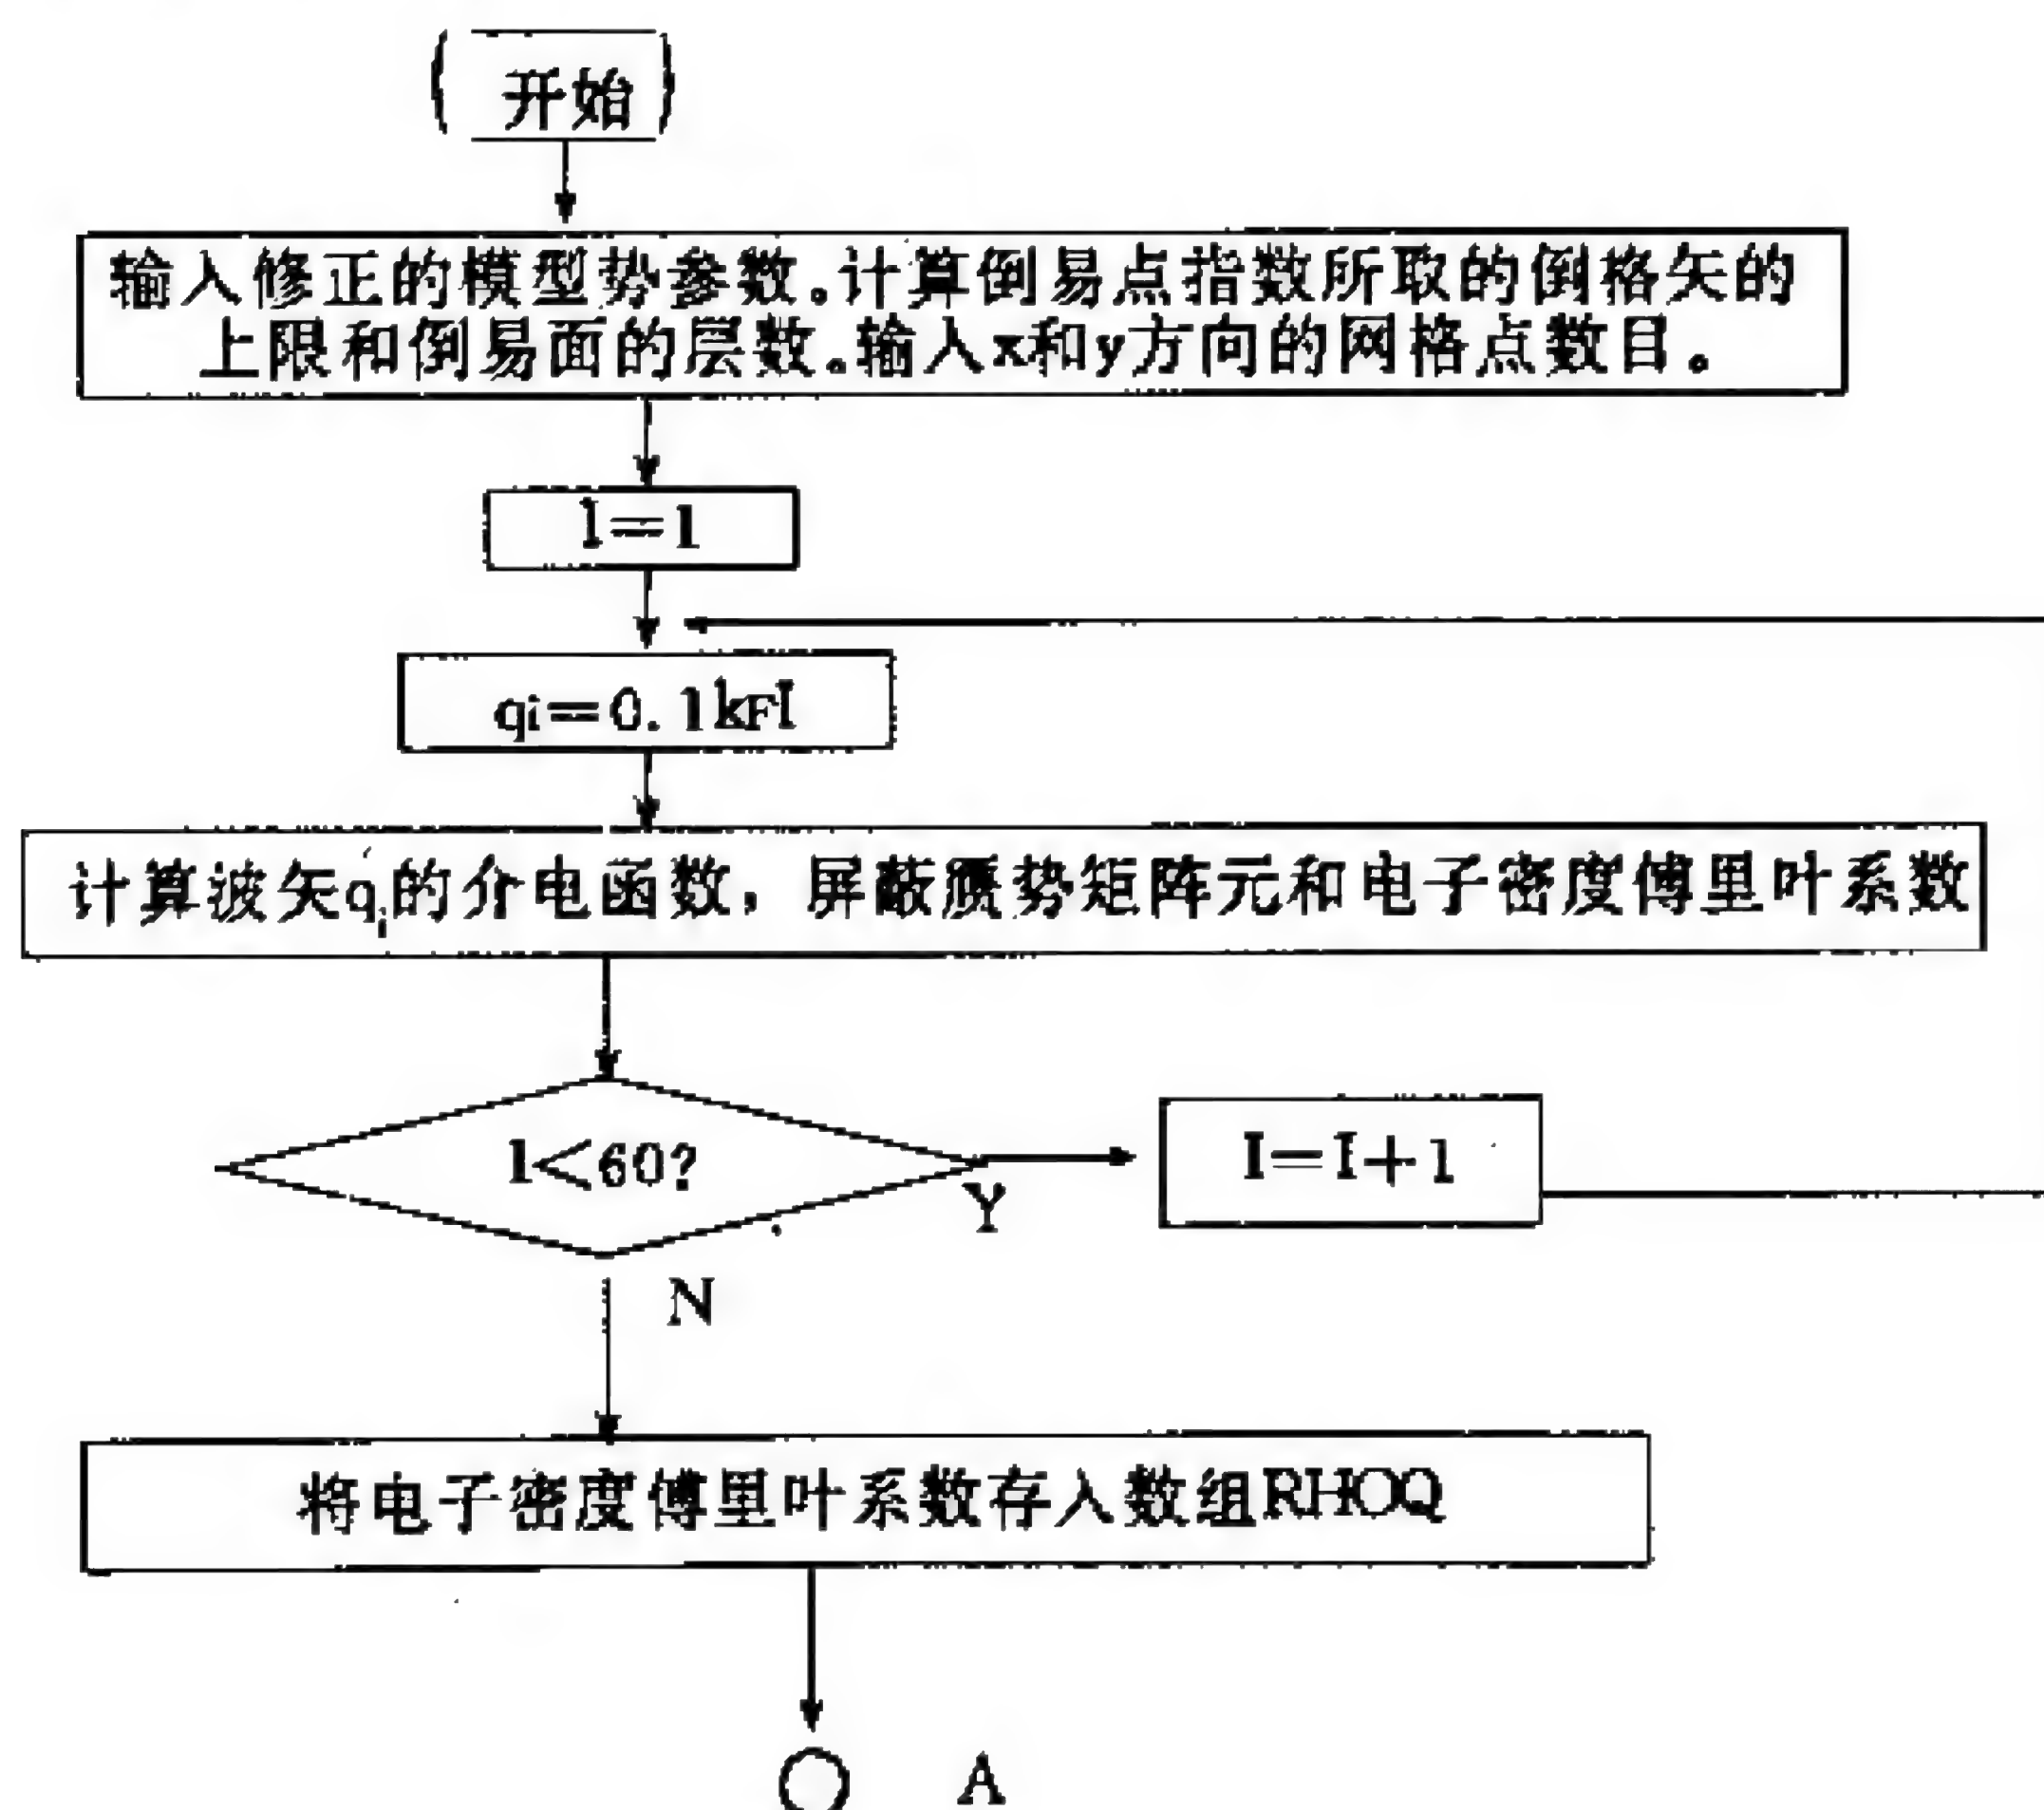 开始
输入修正的模型势参数。计算倒易点指数所取的倒格矢的
上限和倒易面的层数。输入x和y方向的网格点数目。
l=1
qi=0.1kFI
计算波矢qi的介电函数,屏蔽赝势矩阵元和电子密度傅里叶系数
l<60?
I=I+1
Y
N
将电子密度傅里叶系数存入数组RHOQ
A